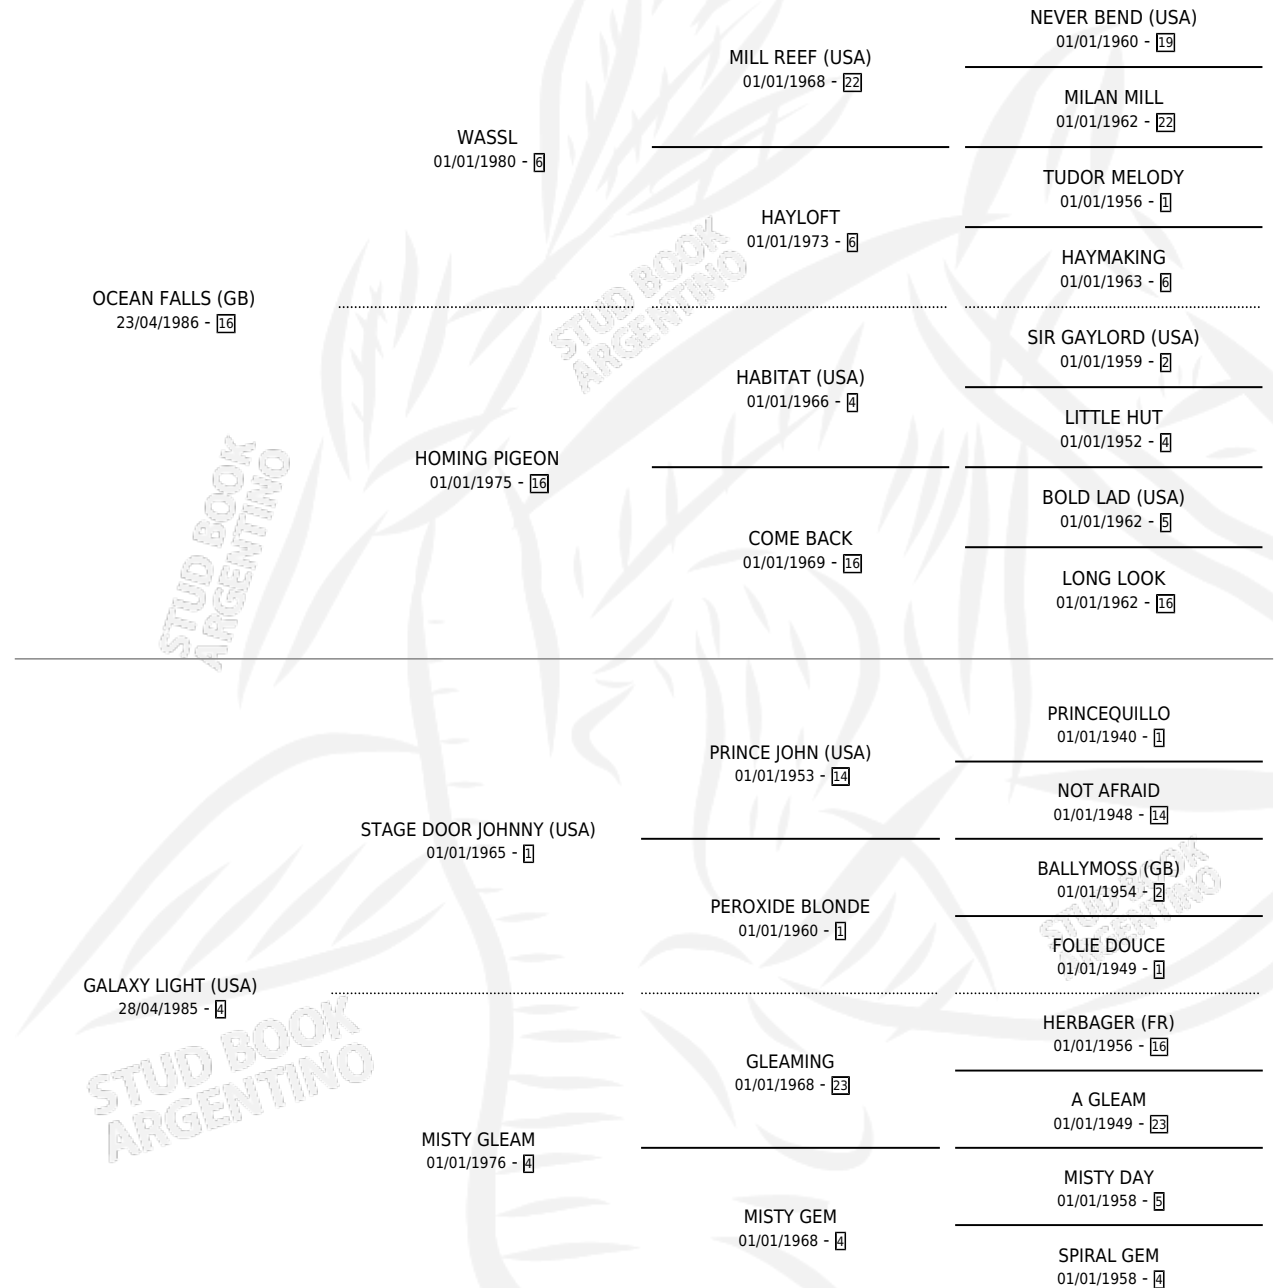 NEVER BEND (USA)
01/01/1960 - 19
MILL REEF (USA)
01/01/1968 - 22
MILAN MILL
01/01/1962 - 22
WASSL
01/01/1980 - 6
TUDOR MELODY
01/01/1956 - 1
HAYLOFT
01/01/1973 - 6
HAYMAKING
01/01/1963 - 6
OCEAN FALLS (GB)
23/04/1986 - 16
SIR GAYLORD (USA)
01/01/1959 - 2
HABITAT (USA)
01/01/1966 - 4
LITTLE HUT
01/01/1952 - 4
HOMING PIGEON
01/01/1975 - 16
BOLD LAD (USA)
01/01/1962 - 5
COME BACK
01/01/1969 - 16
LONG LOOK
01/01/1962 - 16
PRINCEQUILLO
01/01/1940 - 1
PRINCE JOHN (USA)
01/01/1953 - 14
NOT AFRAID
01/01/1948 - 14
STAGE DOOR JOHNNY (USA)
01/01/1965 - 1
BALLYMOSS (GB)
01/01/1954 - 2
PEROXIDE BLONDE
01/01/1960 - 1
FOLIE DOUCE
01/01/1949 - 1
GALAXY LIGHT (USA)
28/04/1985 - 4
HERBAGER (FR)
01/01/1956 - 16
GLEAMING
01/01/1968 - 23
A GLEAM
01/01/1949 - 23
MISTY GLEAM
01/01/1976 - 4
MISTY DAY
01/01/1958 - 5
MISTY GEM
01/01/1968 - 4
SPIRAL GEM
01/01/1958 - 4
STUD BOOK
ARGENTINO
STUD BOOK
ARGENTINO
STUD BOOK
ARGENTINO
STUD BOOK
ARGENTINO